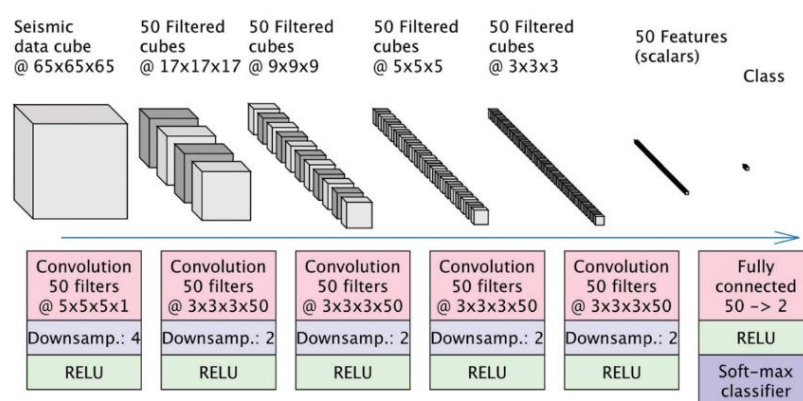 Seismic
data cube
@ 65x65x65
50 Filtered
cubes
@ 17x17x17
50 Filtered
cubes
@ 9x9x9
50 Filtered
cubes
@ 5x5x5
50 Filtered
cubes
@ 3x3x3
50 Features
(scalars)
Class
Convolution
50 filters
@ 5x5x5x1
Downsamp.: 4
RELU
Convolution
50 filters
@ 3x3x3x50
Downsamp.: 2
RELU
Convolution
50 filters
@ 3x3x3x50
Downsamp.: 2
RELU
Convolution
50 filters
@ 3x3x3x50
Downsamp.: 2
RELU
Convolution
50 filters
@ 3x3x3x50
Downsamp.: 2
RELU
Fully
connected
50 -> 2
RELU
Soft-max
classifier